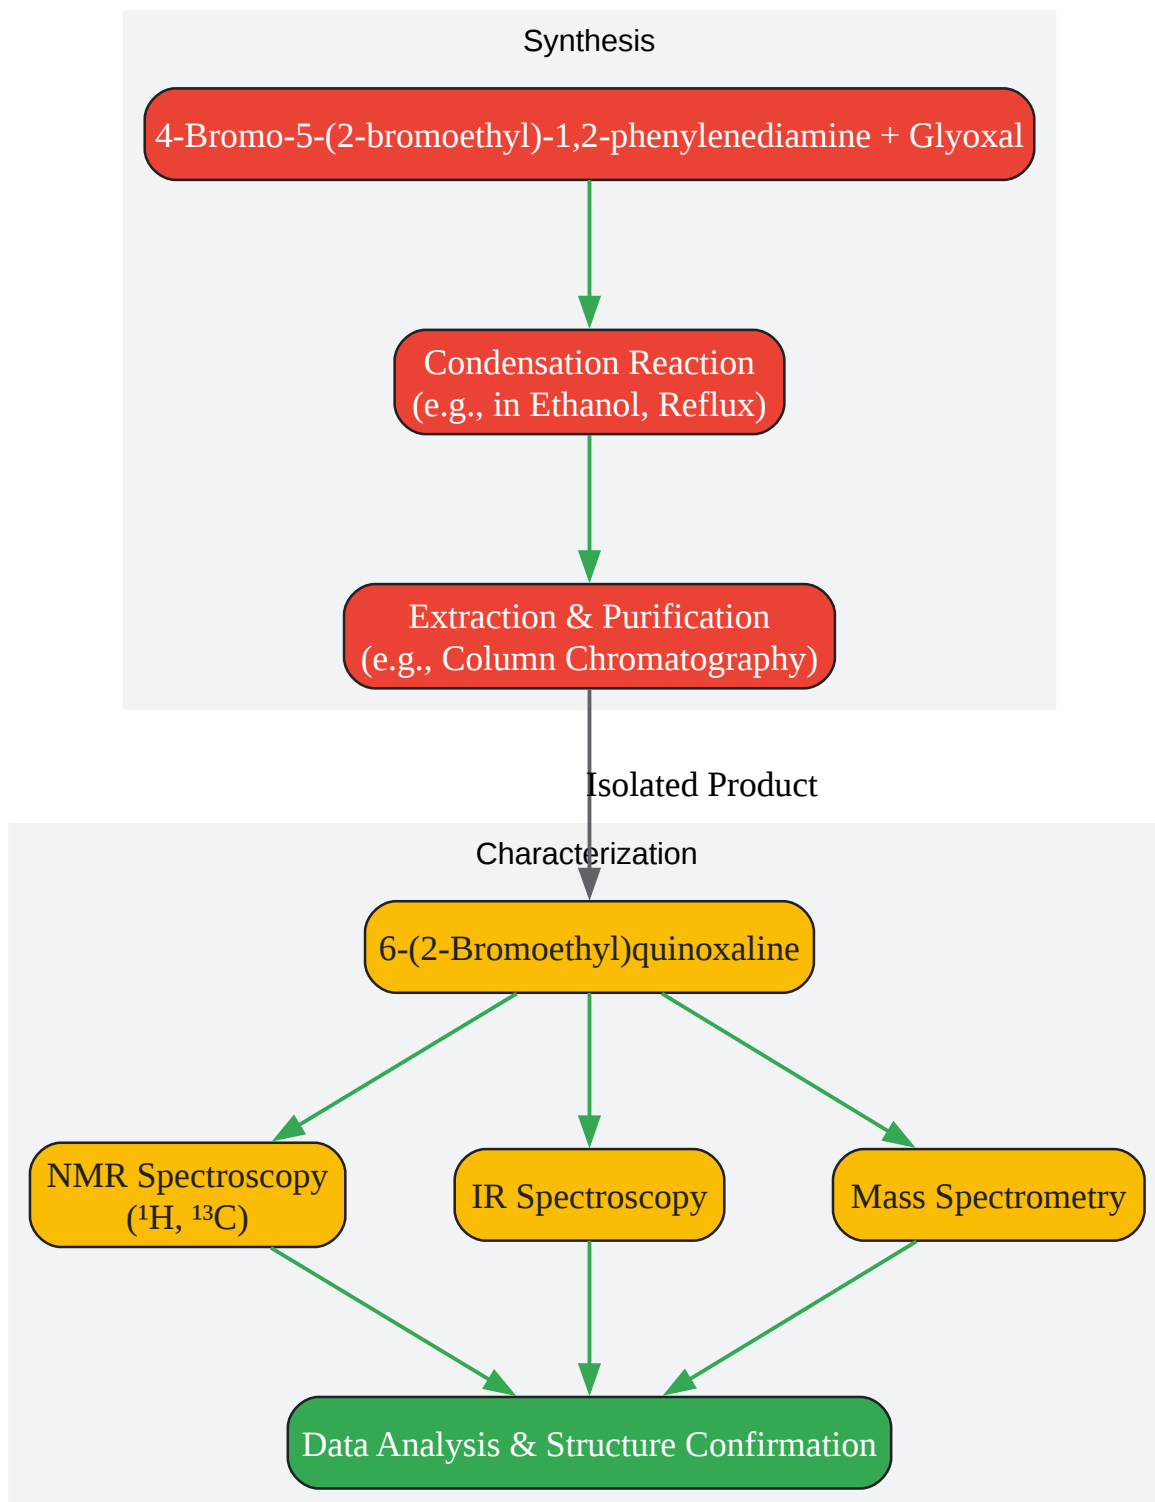 Synthesis
4-Bromo-5-(2-bromoethyl)-1,2-phenylenediamine + Glyoxal
Condensation Reaction
(e.g., in Ethanol, Reflux)
Extraction & Purification
(e.g., Column Chromatography)
Isolated Product
Characterization
6-(2-Bromoethyl)quinoxaline
NMR Spectroscopy
(¹H, ¹³C)
IR Spectroscopy
Mass Spectrometry
Data Analysis & Structure Confirmation